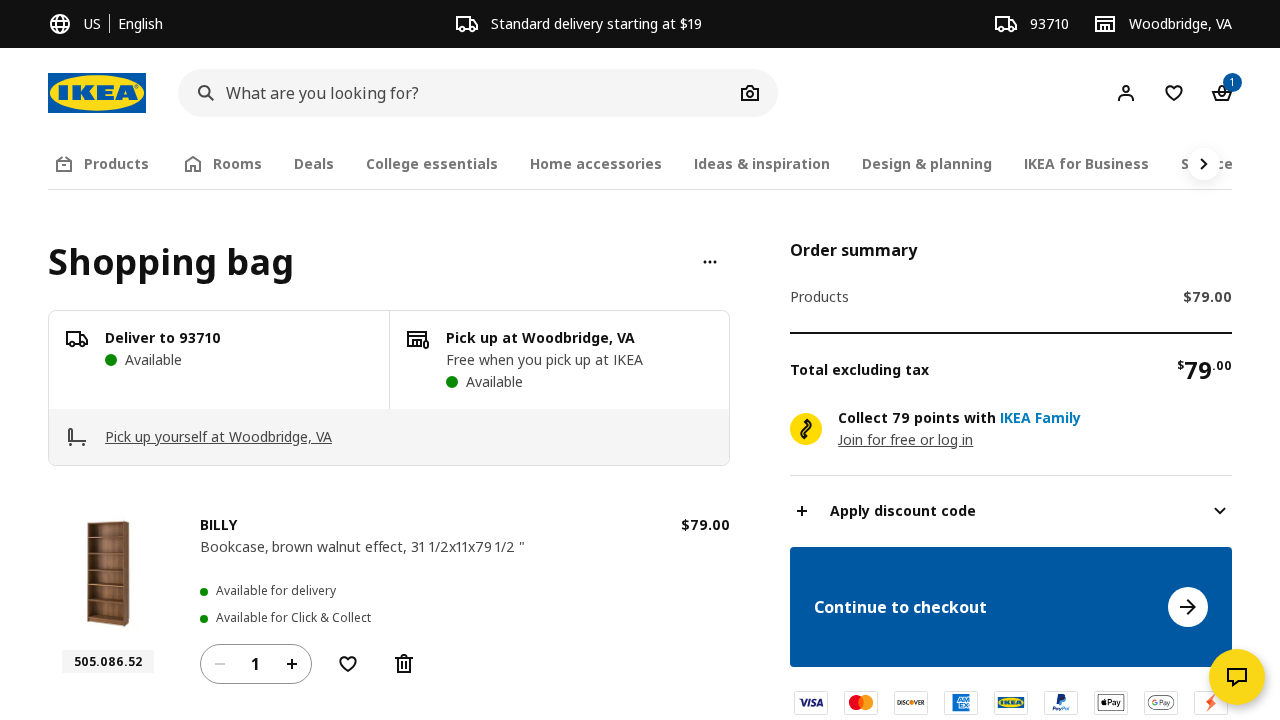 US English
Standard delivery starting at $19
93710
Woodbridge, VA
IKEA
What are you looking for?
1
Products
Rooms
Deals
College essentials
Home accessories
Ideas & inspiration
Design & planning
IKEA for Business
Shopping bag
Deliver to 93710
Available
Pick up at Woodbridge, VA
Free when you pick up at IKEA
Available
Pick up yourself at Woodbridge, VA
505.086.52
BILLY
$79.00
Bookcase, brown walnut effect, 31 1/2x11x79 1/2 "
Available for delivery
Available for Click & Collect
1
Order summary
Products
$79.00
Total excluding tax
$79.00
Collect 79 points with IKEA Family
Join for free or log in
Apply discount code
Continue to checkout
VISA
DISCOVER
AMEX
IKEA
PayPal
Pay
G Pay